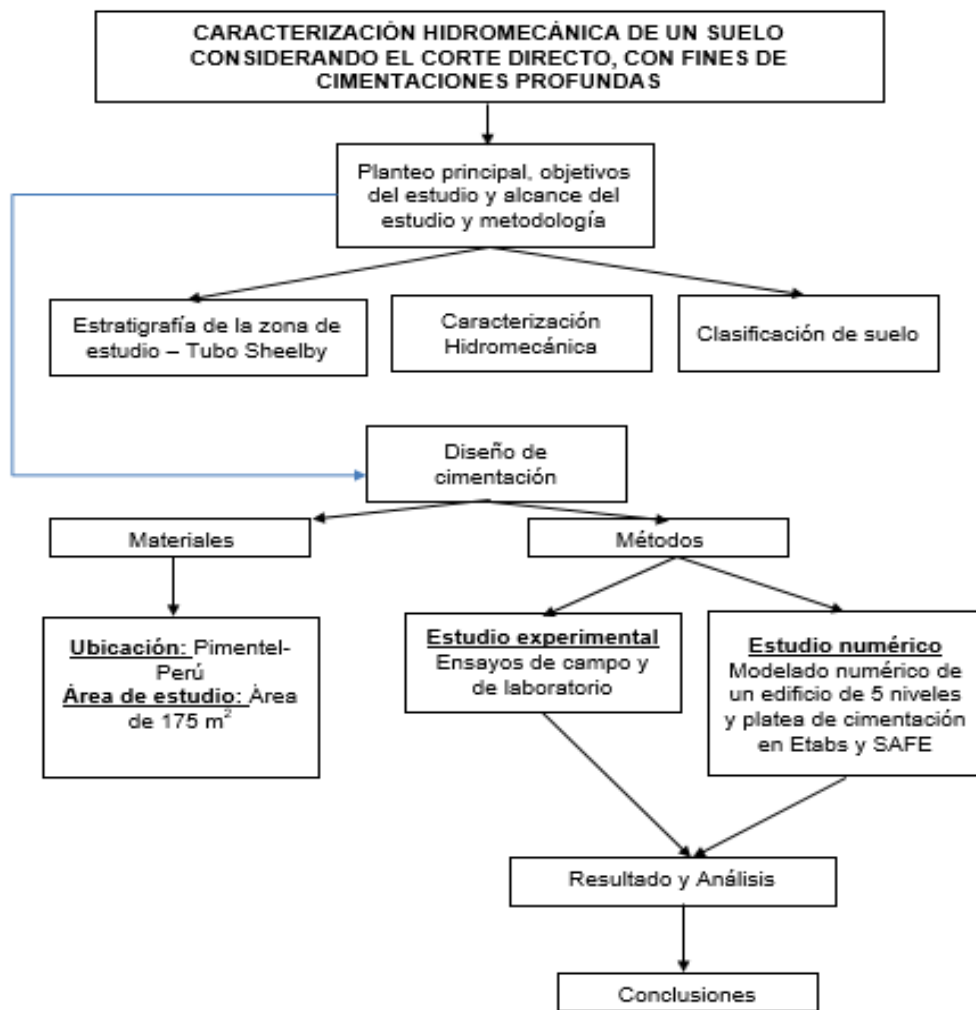 CARACTERIZACIÓN HIDROMECÁNICA DE UN SUELO
CONSIDERANDO EL CORTE DIRECTO, CON FINES DE
CIMENTACIONES PROFUNDAS
Planteo principal, objetivos
del estudio y alcance del
estudio y metodología
Estratigrafía de la zona de
estudio – Tubo Sheelby
Caracterización
Hidromecánica
Clasificación de suelo
Diseño de
cimentación
Materiales
Métodos
Ubicación: Pimentel-
Perú
Área de estudio: Área
de 175 m²
Estudio experimental
Ensayos de campo y
de laboratorio
Estudio numérico
Modelado numérico de
un edificio de 5 niveles
y platea de cimentación
en Etabs y SAFE
Resultado y Análisis
Conclusiones